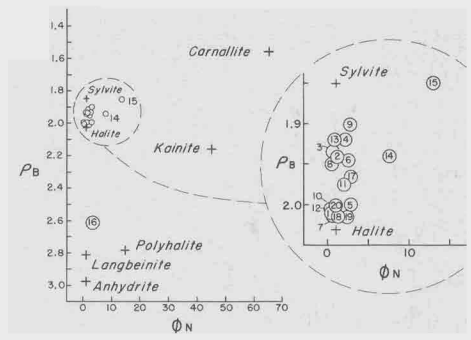 1.4
1.6
1.8
2.0
2.2
2.4
2.6
2.8
3.0
ρB
0 10 20 30 40 50 60 70
ϕN
Carnallite
Sylvite
15
14
Halite
Kainite
16
Polyhalite
Langbeinite
Anhydrite
Sylvite
15
1.9
2.0
ρB
9
13 4
3
2
6
8
14
17
11
10
20
5
12
1
18
19
7
Halite
0 10
ϕN